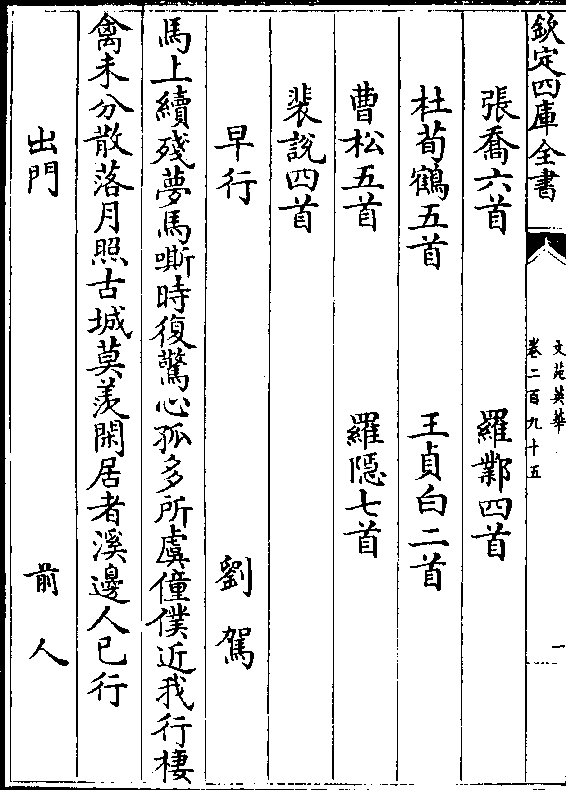 欽定四庫全書
文苑英華
卷二百九十五
一
張喬六首 羅鄴四首
杜荀鶴五首 王貞白二首
曹松五首 羅隱七首
裴說四首
早行 劉駕
馬上續殘夢馬嘶時復驚心孤多所虞僮僕近我行棲
禽未分散落月照古城莫羡閑居者溪邊人已行
出門 前人